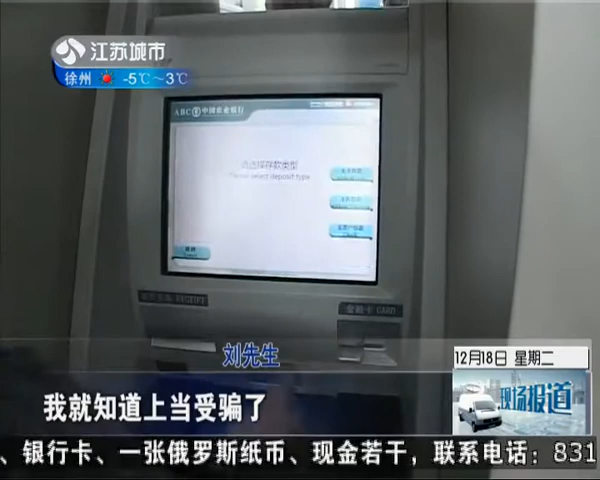 江苏城市
徐州 -5℃~3℃
ABC 中国农业银行
请选择存款类型
Please select deposit type
RECEIPT
CARD
刘先生
12月18日 星期二
现场报道
我就知道上当受骗了
、银行卡、一张俄罗斯纸币、现金若干，联系电话：831